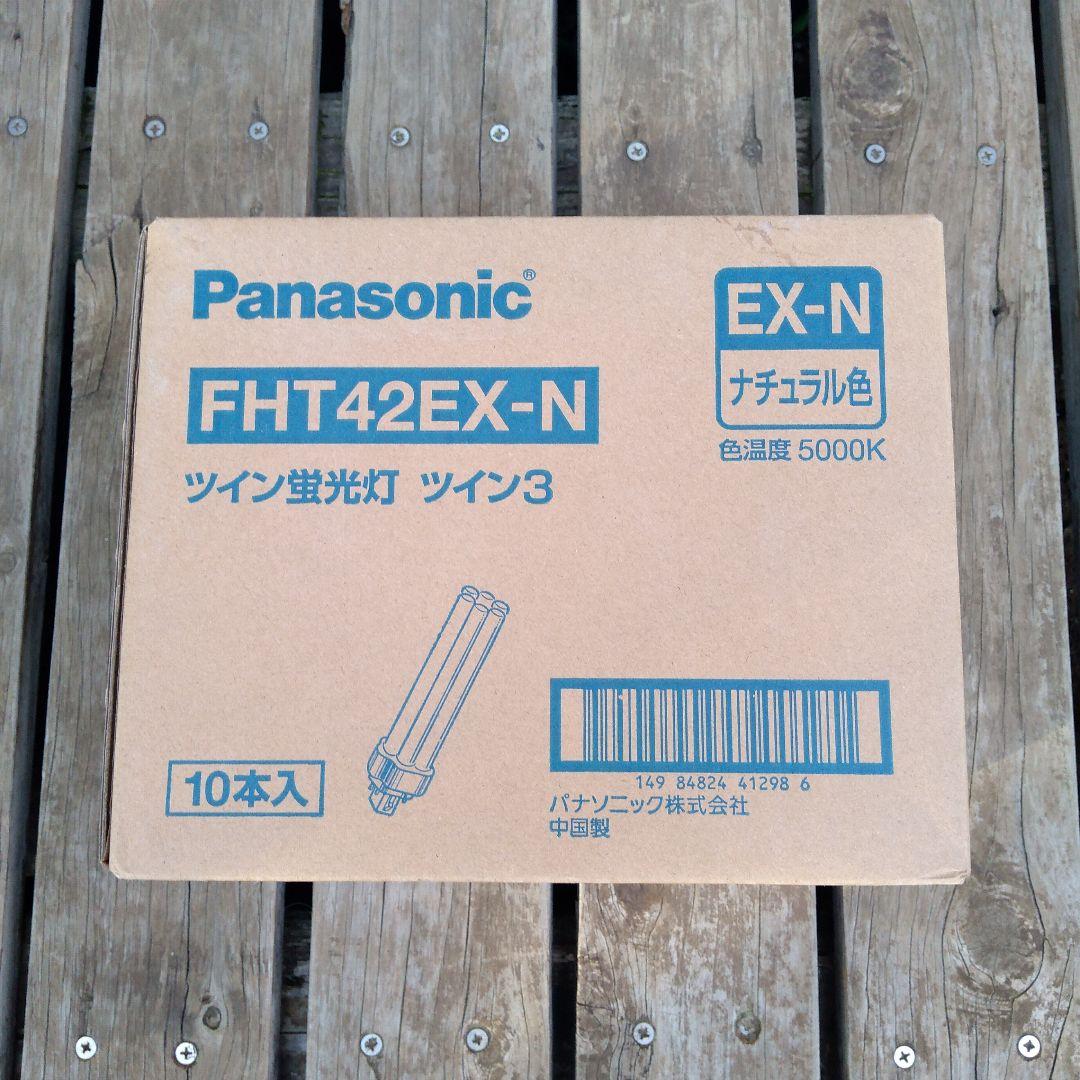 Panasonic®
FHT42EX-N
ツイン蛍光灯 ツイン3
EX-N
ナチュラル色
色温度 5000K
10本入
149 84824 41298 6
パナソニック株式会社
中国製